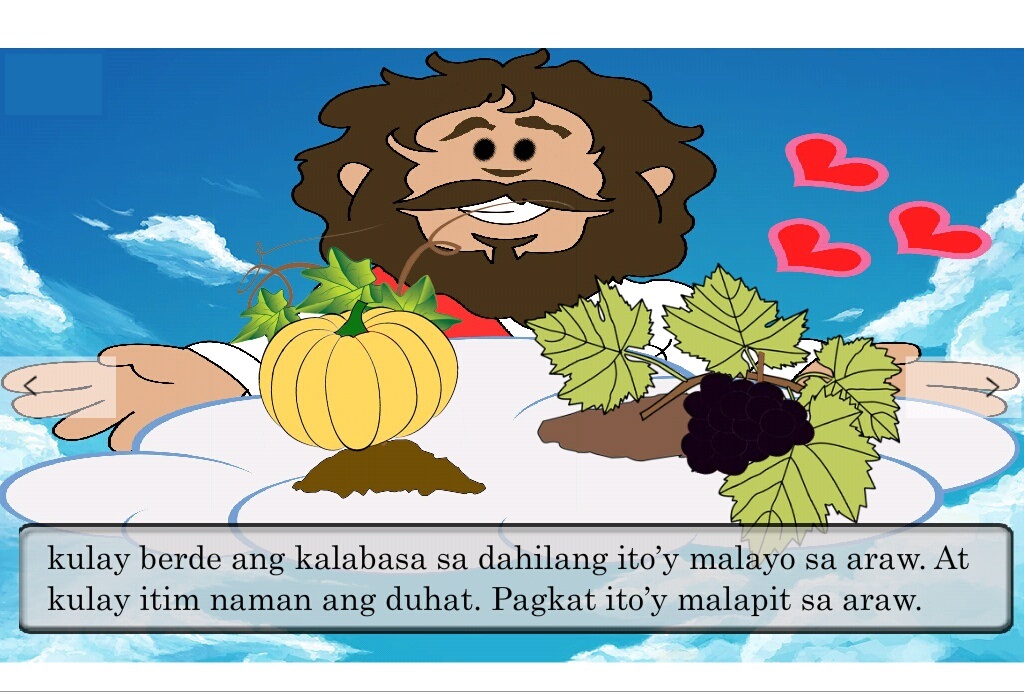 kulay berde ang kalabasa sa dahilang ito'y malayo sa araw. At
kulay itim naman ang duhat. Pagkat ito'y malapit sa araw.